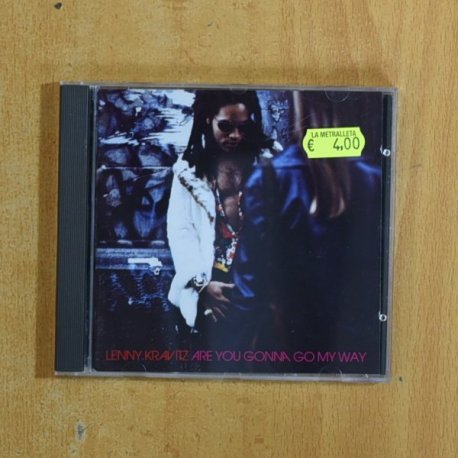 LA METRALLETA
€ 4,00
LENNY KRAVITZ ARE YOU GONNA GO MY WAY